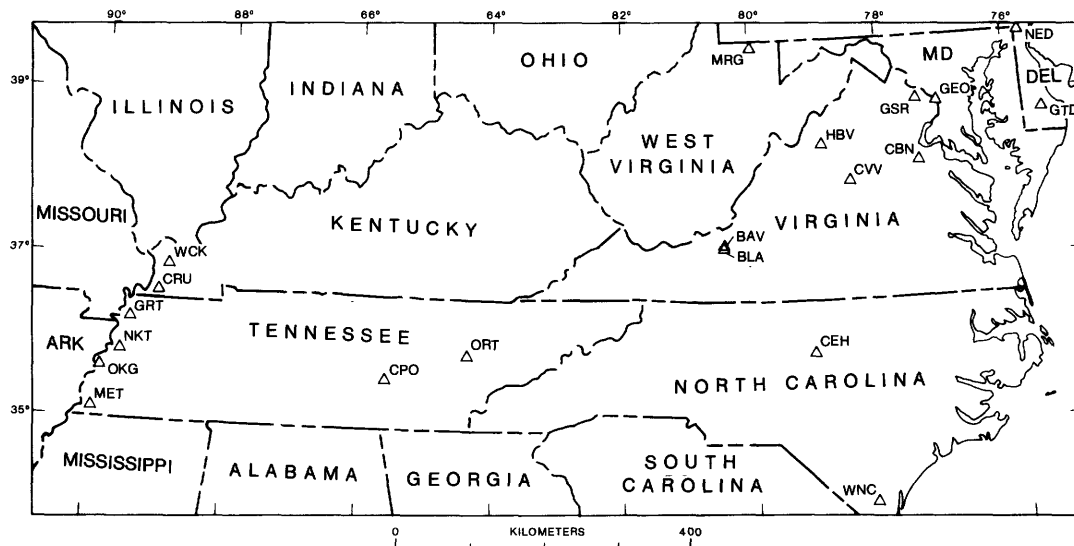 90° 88° 66° 64° 82° 80° 78° 76°
NED
MRG
MD
OHIO
39°
DEL
INDIANA
ILLINOIS
GSR
GEO
GTD
WEST
VIRGINIA
HBV
CBN
CVV
MISSOURI
KENTUCKY
VIRGINIA
37°
WCK
BAV
BLA
CRU
GRT
TENNESSEE
ARK
NKT
ORT
CEH
OKG
CPO
NORTH CAROLINA
MET
35°
MISSISSIPPI
ALABAMA
GEORGIA
SOUTH
CAROLINA
WNC
0 KILOMETERS 400